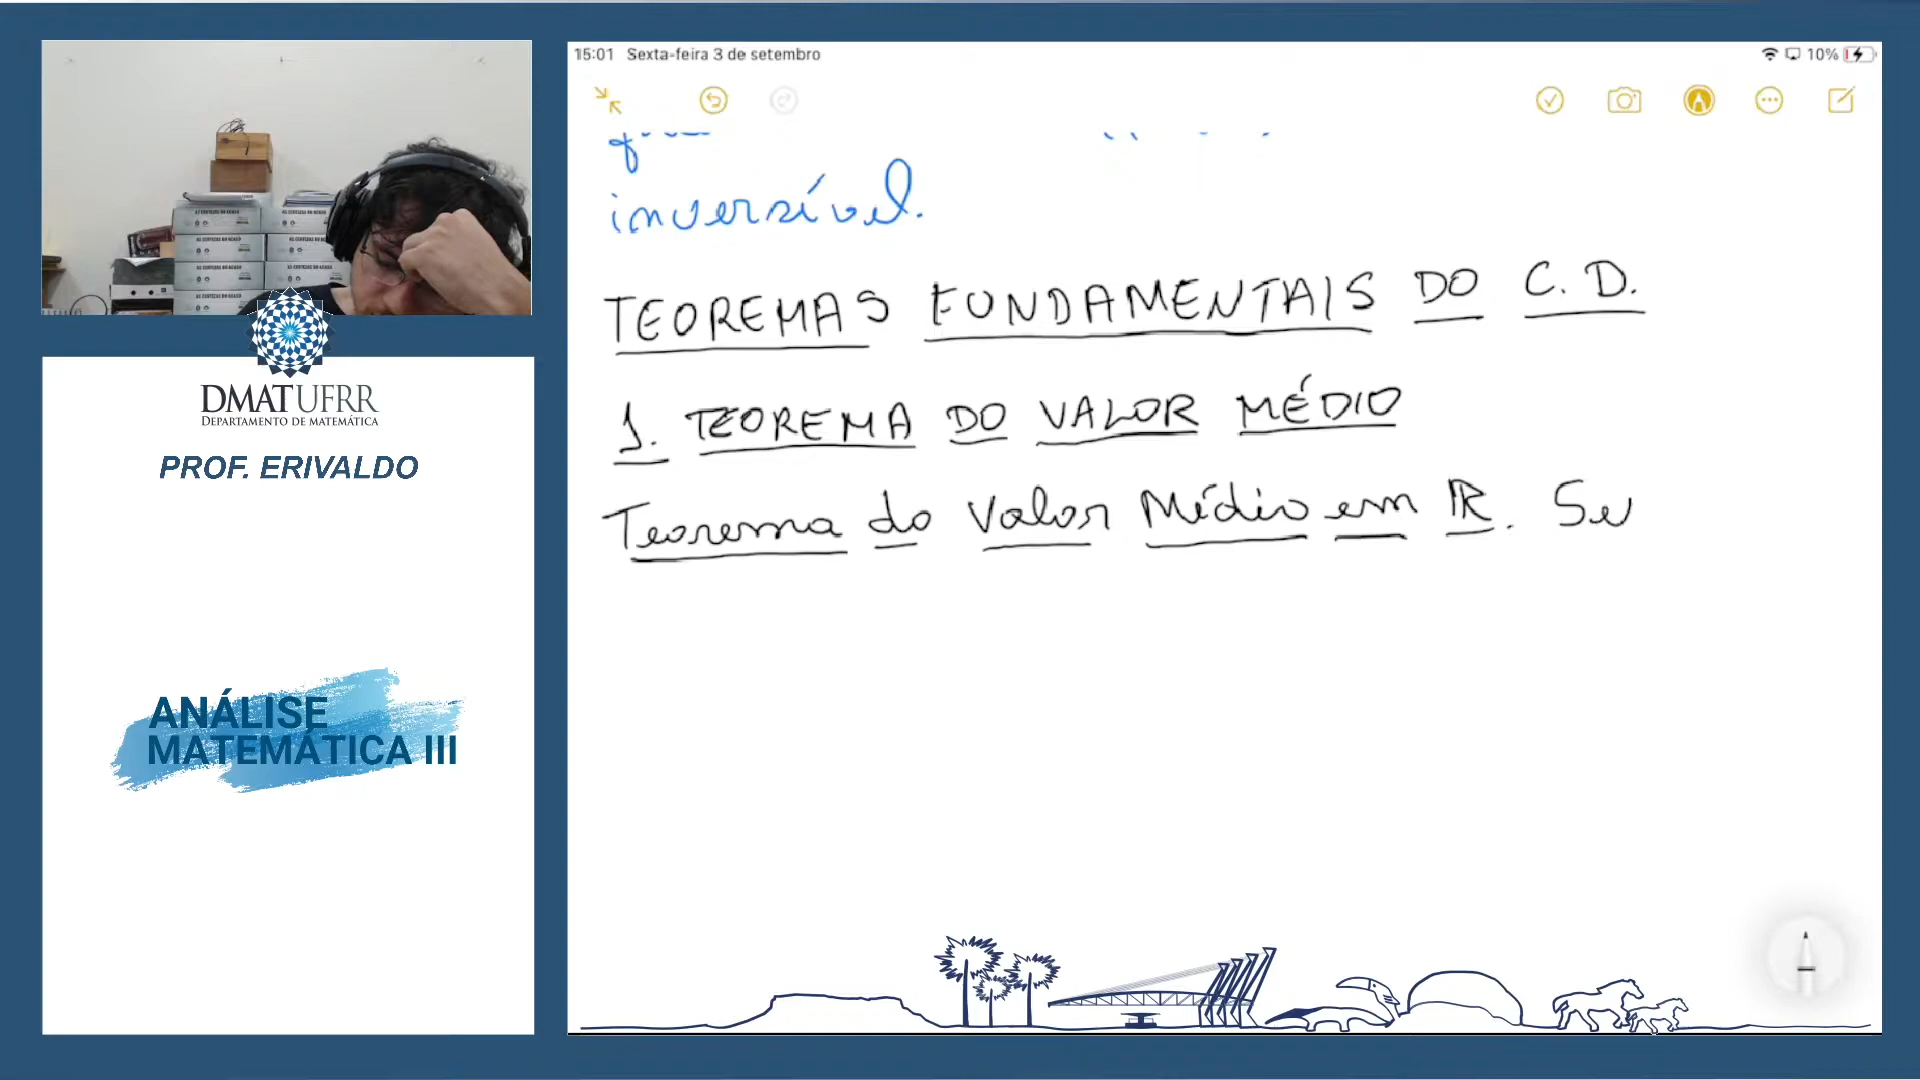 15:01 Sexta-feira 3 de setembro
10%
inversível.
TEOREMAS FUNDAMENTAIS DO C.D.
1. TEOREMA DO VALOR MÉDIO
Teorema do Valor Médio em ℝ. Se
DMATUFRR
DEPARTAMENTO DE MATEMÁTICA
PROF. ERIVALDO
ANÁLISE
MATEMÁTICA III